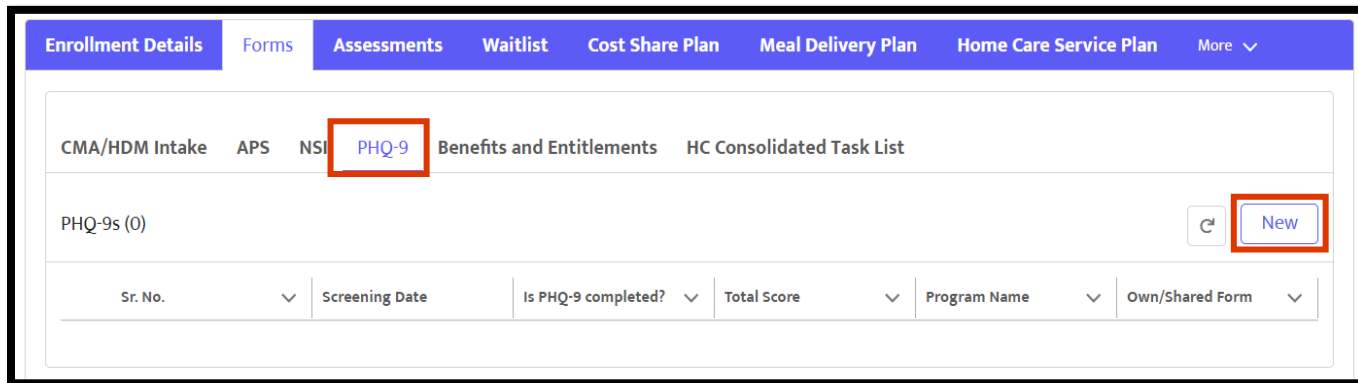 Enrollment Details Forms Assessments Waitlist Cost Share Plan Meal Delivery Plan Home Care Service Plan More
CMA/HDM Intake APS NSI PHQ-9 Benefits and Entitlements HC Consolidated Task List
PHQ-9s (0) New
Sr. No. Screening Date Is PHQ-9 completed? Total Score Program Name Own/Shared Form